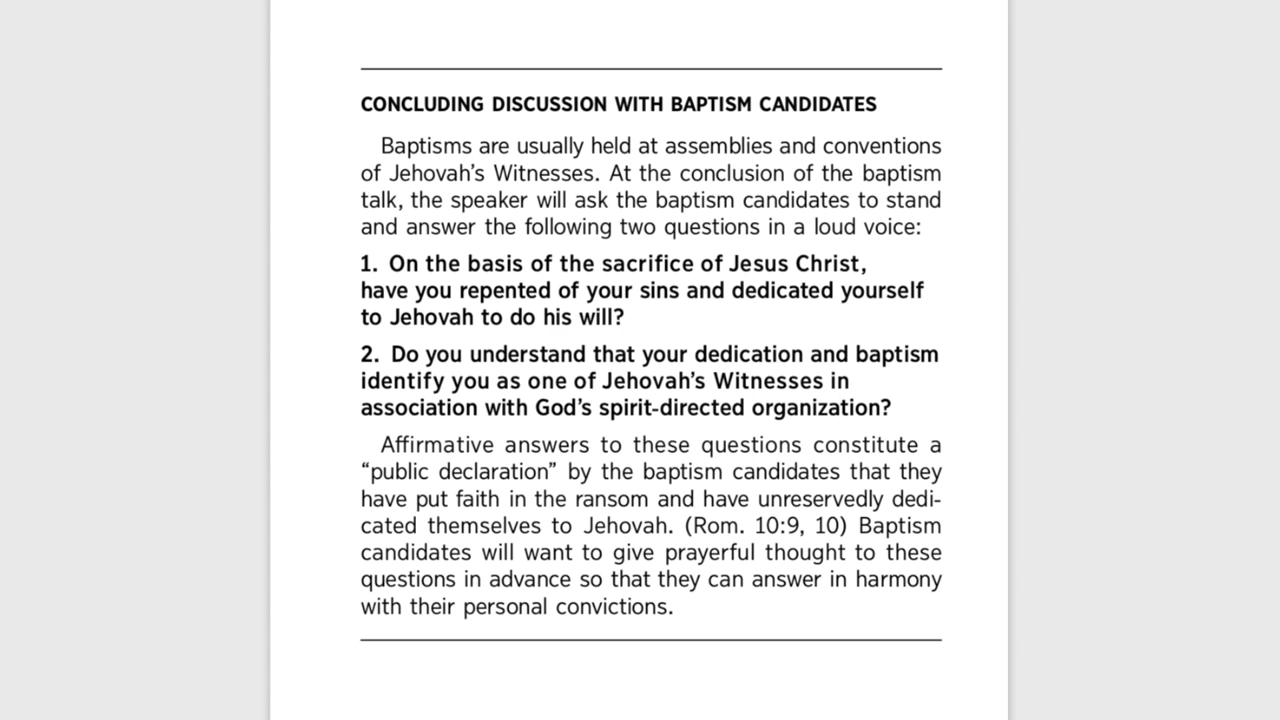 CONCLUDING DISCUSSION WITH BAPTISM CANDIDATES
Baptisms are usually held at assemblies and conventions
of Jehovah’s Witnesses. At the conclusion of the baptism
talk, the speaker will ask the baptism candidates to stand
and answer the following two questions in a loud voice:
1. On the basis of the sacrifice of Jesus Christ,
have you repented of your sins and dedicated yourself
to Jehovah to do his will?
2. Do you understand that your dedication and baptism
identify you as one of Jehovah’s Witnesses in
association with God’s spirit-directed organization?
Affirmative answers to these questions constitute a
“public declaration” by the baptism candidates that they
have put faith in the ransom and have unreservedly dedi-
cated themselves to Jehovah. (Rom. 10:9, 10) Baptism
candidates will want to give prayerful thought to these
questions in advance so that they can answer in harmony
with their personal convictions.